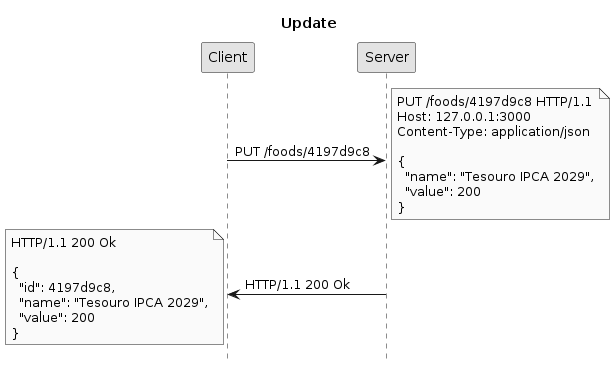 Update
Client
Server
PUT /foods/4197d9c8 HTTP/1.1
Host: 127.0.0.1:3000
Content-Type: application/json
{
"name": "Tesouro IPCA 2029",
"value": 200
}
PUT /foods/4197d9c8
HTTP/1.1 200 Ok
{
"id": 4197d9c8,
"name": "Tesouro IPCA 2029",
"value": 200
}
HTTP/1.1 200 Ok